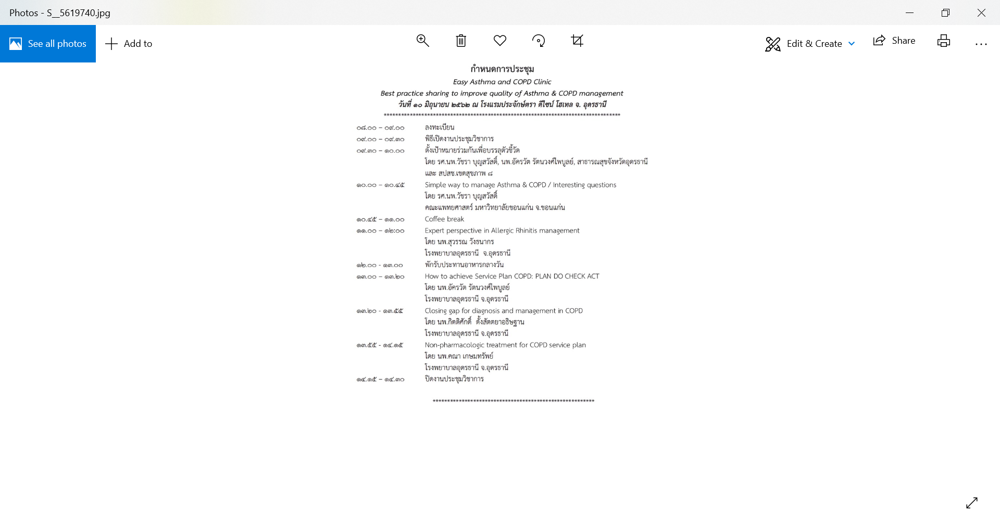 Photos - S__5619740.jpg
See all photos
Add to
Edit & Create
Share
กำหนดการประชุม
Easy Asthma and COPD Clinic
Best practice sharing to improve quality of Asthma & COPD management
วันที่ ๑๐ มิถุนายน ๒๕๖๒ ณ โรงแรมประจักษ์ตรา ดีไซน์ โฮเทล จ. อุดรธานี
๐๘.๐๐ – ๐๙.๐๐ ลงทะเบียน
๐๙.๐๐ – ๐๙.๓๐ พิธีเปิดงานประชุมวิชาการ
๐๙.๓๐ – ๑๐.๐๐ ตั้งเป้าหมายร่วมกันเพื่อบรรลุตัวชี้วัด
โดย รศ.นพ.วัชรา บุญสวัสดิ์, นพ.อัครวัต รัตนวงศ์ไพบูลย์, สาธารณสุขจังหวัดอุดรธานี
และ สปสช.เขตสุขภาพ ๘
๑๐.๐๐ – ๑๐.๔๕ Simple way to manage Asthma & COPD / Interesting questions
โดย รศ.นพ.วัชรา บุญสวัสดิ์
คณะแพทยศาสตร์ มหาวิทยาลัยขอนแก่น จ.ขอนแก่น
๑๐.๔๕ – ๑๑.๐๐ Coffee break
๑๑.๐๐ – ๑๒:๐๐ Expert perspective in Allergic Rhinitis management
โดย นพ.สุวรรณ วังธนากร
โรงพยาบาลอุดรธานี จ.อุดรธานี
๑๒.๐๐ - ๑๓.๐๐ พักรับประทานอาหารกลางวัน
๑๓.๐๐ – ๑๓.๒๐ How to achieve Service Plan COPD: PLAN DO CHECK ACT
โดย นพ.อัครวัต รัตนวงศ์ไพบูลย์
โรงพยาบาลอุดรธานี จ.อุดรธานี
๑๓.๒๐ - ๑๓.๕๕ Closing gap for diagnosis and management in COPD
โดย นพ.กิตติศักดิ์ ตั้งสัตตยาอธิษฐาน
โรงพยาบาลอุดรธานี จ.อุดรธานี
๑๓.๕๕ - ๑๔.๑๕ Non-pharmacologic treatment for COPD service plan
โดย นพ.คณา เกษมทรัพย์
โรงพยาบาลอุดรธานี จ.อุดรธานี
๑๔.๑๕ – ๑๔.๓๐ ปิดงานประชุมวิชาการ